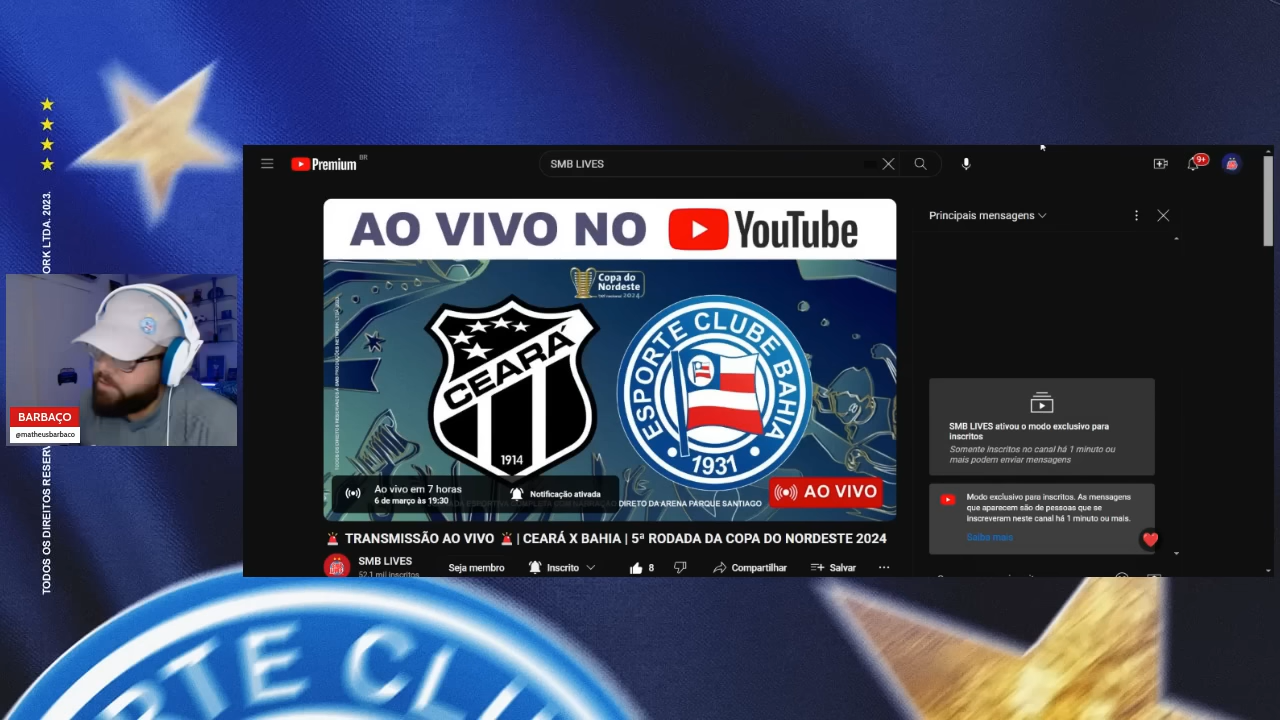 TODOS OS DIREITOS RESERV
ORK LTDA. 2023.
BARBAÇO
@matheusbarbaco
Premium BR
SMB LIVES
9+
AO VIVO NO YouTube
Copa do
Nordeste
2024
CEARÁ
1914
ESPORTE CLUBE BAHIA
1931
Ao vivo em 7 horas
6 de março às 19:30
Notificação ativada
DIRETO DA ARENA PARQUE SANTIAGO
AO VIVO
TRANSMISSÃO AO VIVO | CEARÁ X BAHIA | 5ª RODADA DA COPA DO NORDESTE 2024
SMB LIVES
52,1 mil inscritos
Seja membro
Inscrito
8
Compartilhar
Salvar
Principais mensagens
SMB LIVES ativou o modo exclusivo para
inscritos
Somente inscritos no canal há 1 minuto ou
mais podem enviar mensagens
Modo exclusivo para inscritos. As mensagens
que aparecem são de pessoas que se
inscreveram neste canal há 1 minuto ou mais.
Saiba mais
RTE CL